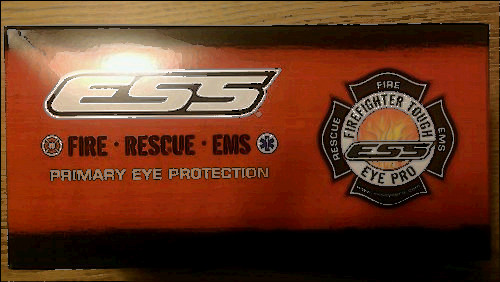 ESS
FIRE · RESCUE · EMS
PRIMARY EYE PROTECTION
FIRE
RESCUE
EMS
FIREFIGHTER TOUGH
ESS
EYE PRO